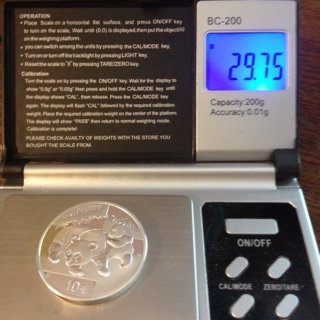 OPERATION
• Place Scale on a horizontal flat surface, and press ON/OFF key
to turn on the scale, Wait until (0.0) is displayed,then put the object(s)
on the weighing platform.
• you can switch among the units by pressing the CAL/MODE key.
• Turn on or turn off the backlight by pressing LIGHT key.
• Reset the scale to "0" by pressing TARE/ZERO key.
Calibration
Turn the scale on by pressing the ON/OFF key. Wait for the display to
show "0.0g" or "0.00g" then press and hold the CAL/MODE key until
the display shows "CAL", then release. Press the CAL/MODE
key again. The display will flash "CAL" followed by the required calibration
weight. Place the required calibration weight on the center of the platform.
The display will show "PASS" then return to normal weighing mode.
Calibration is complete!
PLEASE CHECK AVAILTY OF WEIGHTS WITH THE STORE YOU
BOUGHT THE SCALE FROM.
BC-200
29.75
Capacity:200g
Accuracy:0.01g
10元
ON/OFF
CAL/MODE
ZERO/TARE